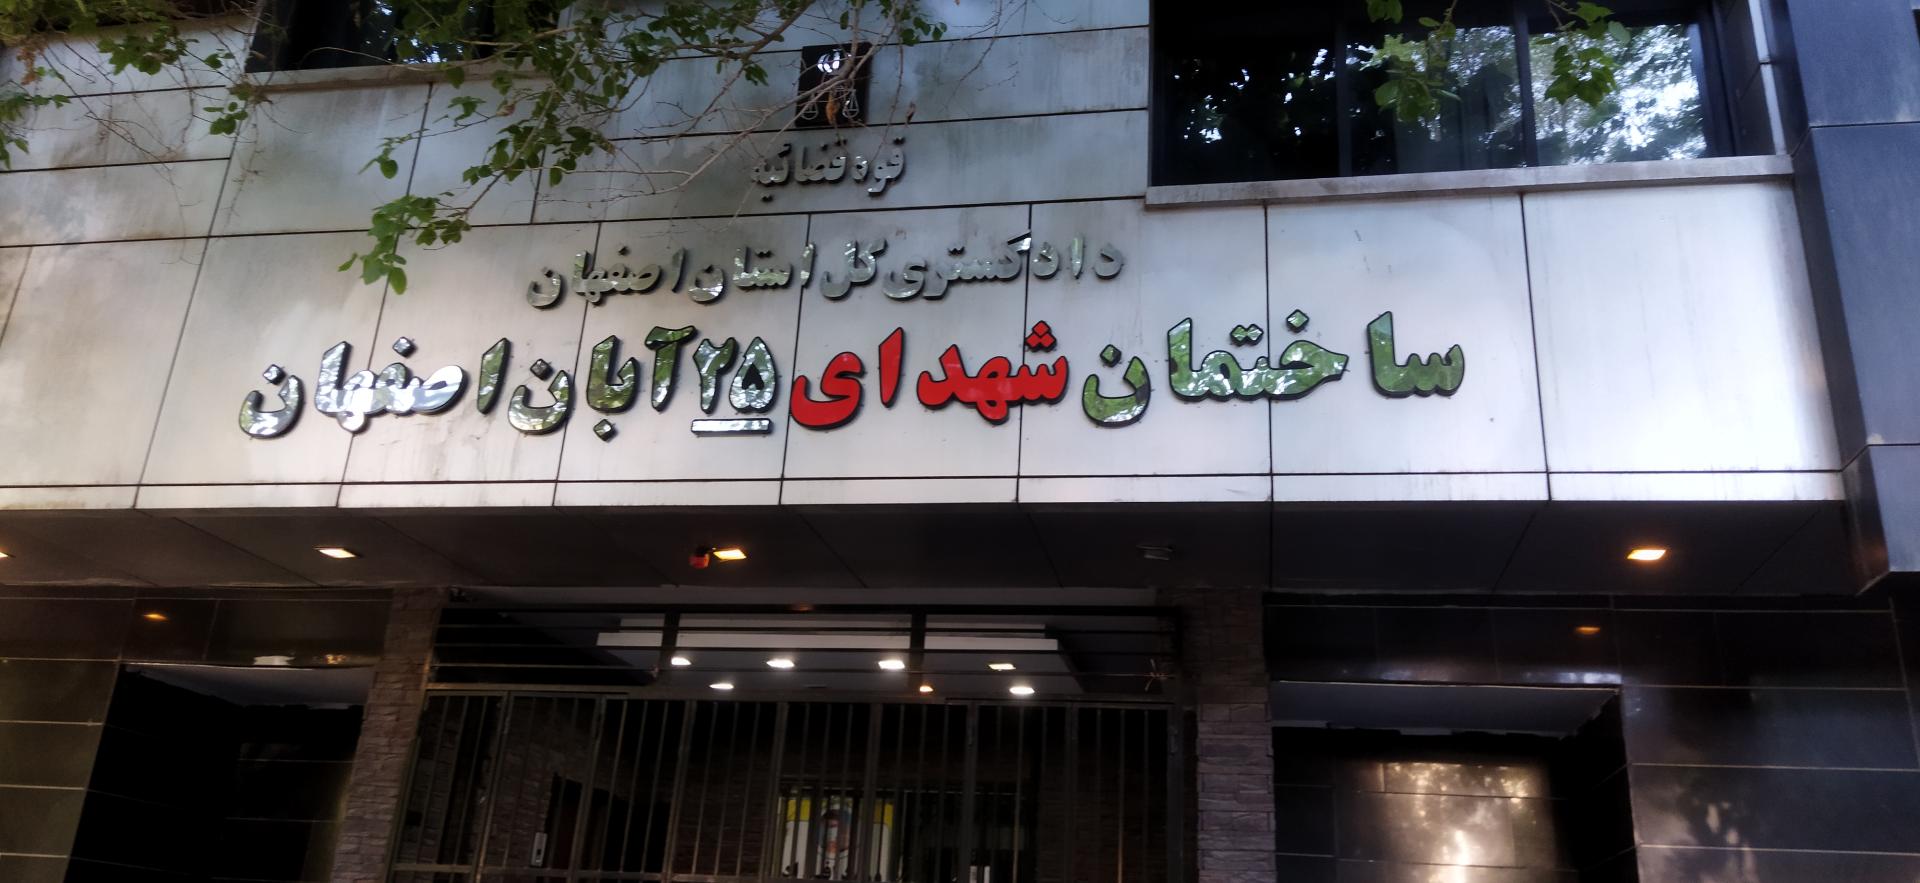 قوه قضائیه
دادگستری کل استان اصفهان
ساختمان شهدای ۲۵ آبان اصفهان